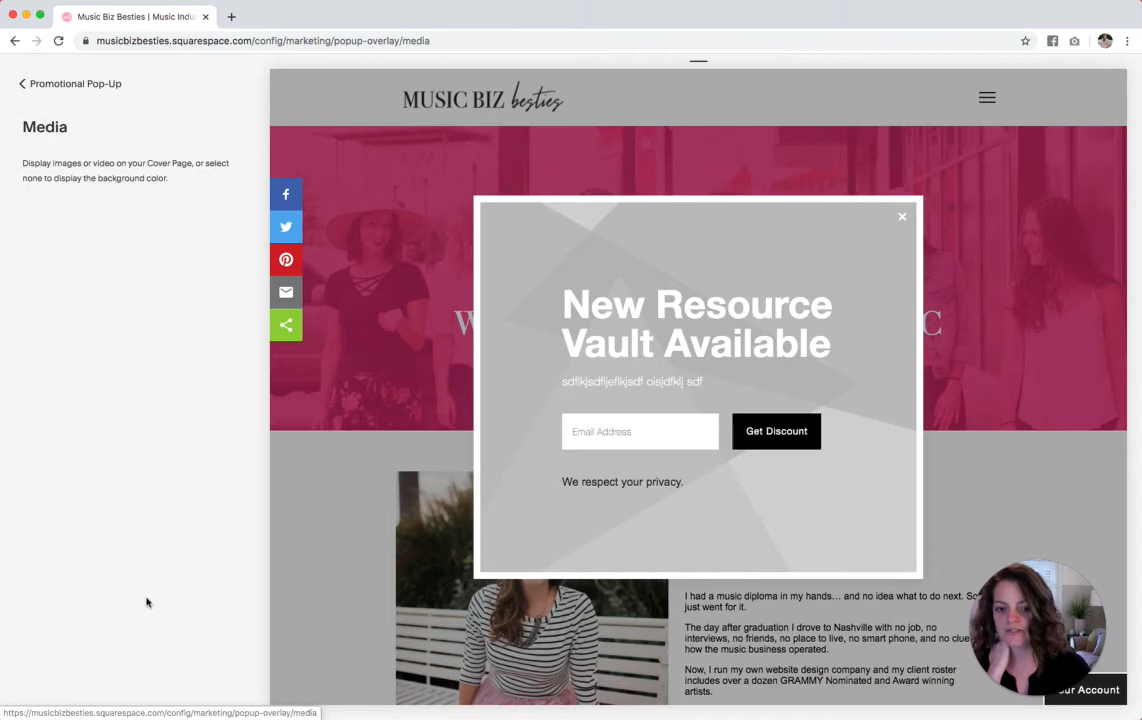 Music Biz Besties | Music Indu
musicbizbesties.squarespace.com/config/marketing/popup-overlay/media
Promotional Pop-Up
Media
Display images or video on your Cover Page, or select
none to display the background color.
MUSIC BIZ besties
W
C
New Resource
Vault Available
sdflkjsdfijeflkjsdf oisjdfklj sdf
Email Address
Get Discount
We respect your privacy.
I had a music diploma in my hands… and no idea what to do next. So
just went for it.
The day after graduation I drove to Nashville with no job, no
interviews, no friends, no place to live, no smart phone, and no clue
how the music business operated.
Now, I run my own website design company and my client roster
includes over a dozen GRAMMY Nominated and Award winning
artists.
our Account
https://musicbizbesties.squarespace.com/config/marketing/popup-overlay/media